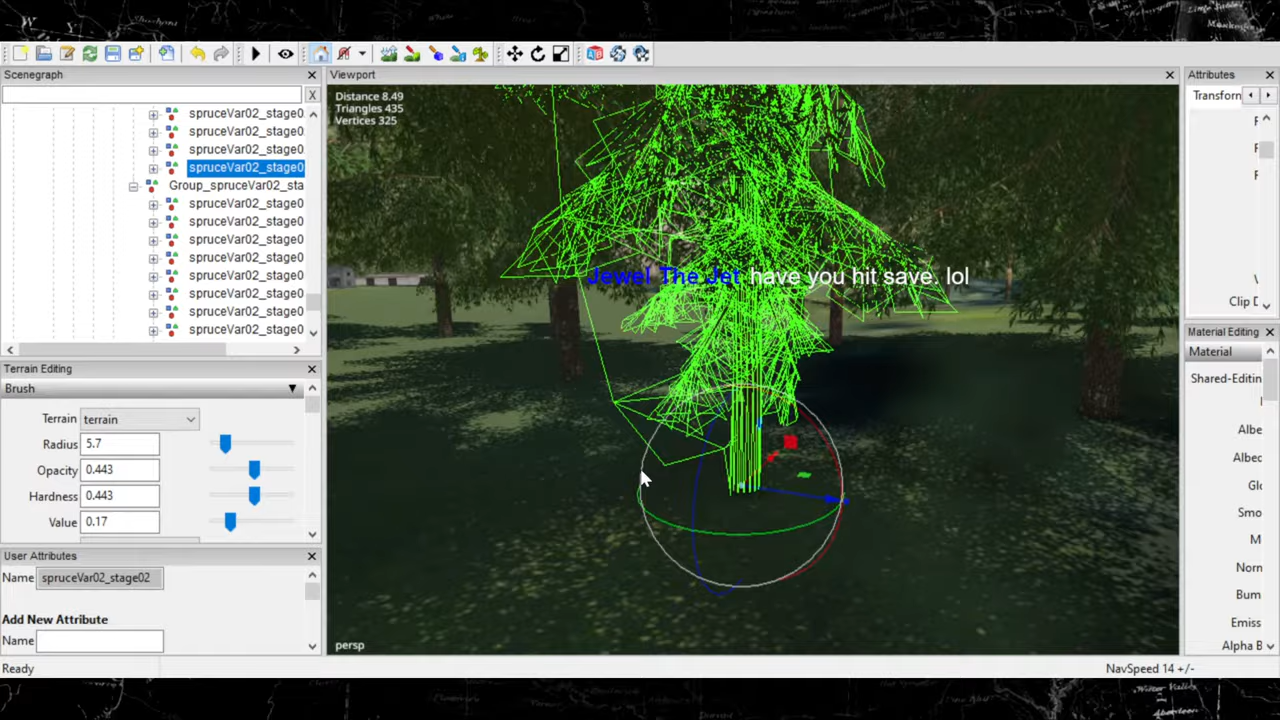 Scenegraph
X
spruceVar02_stage0
spruceVar02_stage0
spruceVar02_stage0
spruceVar02_stage0
Group_spruceVar02_sta
spruceVar02_stage0
spruceVar02_stage0
spruceVar02_stage0
spruceVar02_stage0
spruceVar02_stage0
spruceVar02_stage0
spruceVar02_stage0
spruceVar02_stage0
Terrain Editing
Brush
Terrain terrain
Radius 5.7
Opacity 0.443
Hardness 0.443
Value 0.17
User Attributes
Name spruceVar02_stage02
Add New Attribute
Name
Ready
Viewport
Distance 8.49
Triangles 435
Vertices 325
Jewel The Jet have you hit save. lol
persp
Attributes
Transforn
Clip D
Material Editing
Material
Shared-Editin
Albe
Albec
Glo
Smo
M
Norn
Bum
Emiss
Alpha B
NavSpeed 14 +/-